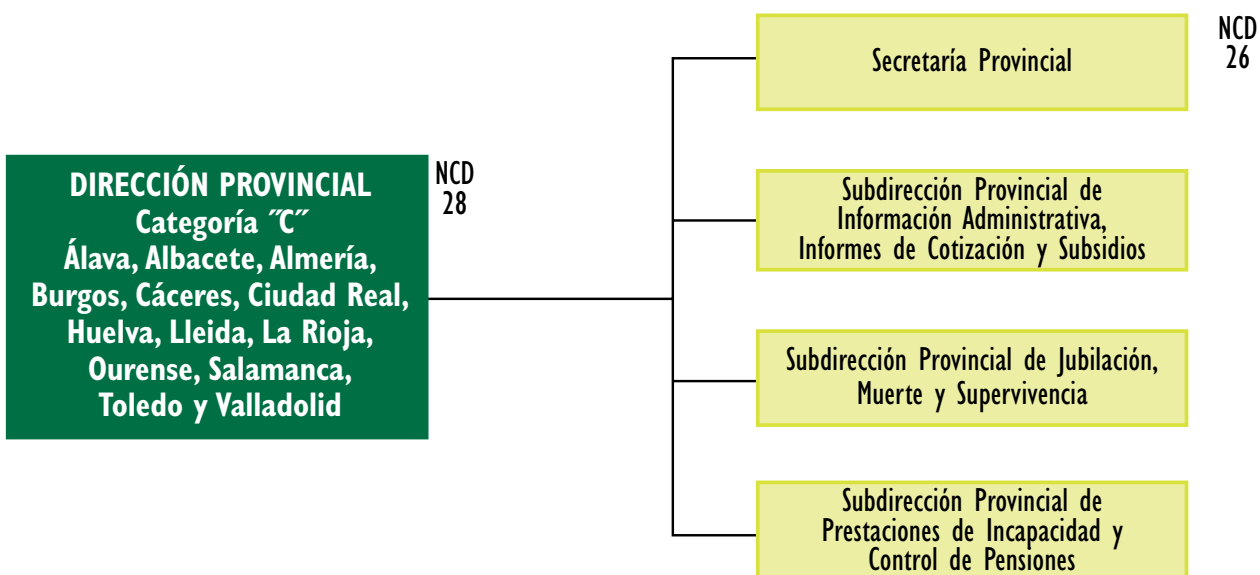 DIRECCIÓN PROVINCIAL
Categoría ˝C˝
Álava, Albacete, Almería,
Burgos, Cáceres, Ciudad Real,
Huelva, Lleida, La Rioja,
Ourense, Salamanca,
Toledo y Valladolid
NCD
28
Secretaría Provincial
NCD
26
Subdirección Provincial de
Información Administrativa,
Informes de Cotización y Subsidios
Subdirección Provincial de Jubilación,
Muerte y Supervivencia
Subdirección Provincial de
Prestaciones de Incapacidad y
Control de Pensiones